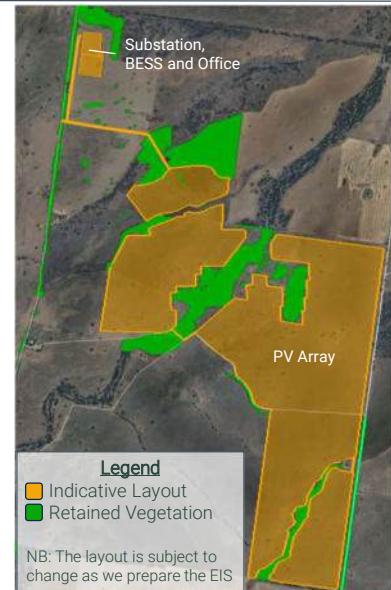 Substation,
BESS and Office
PV Array
Legend
Indicative Layout
Retained Vegetation
NB: The layout is subject to
change as we prepare the EIS